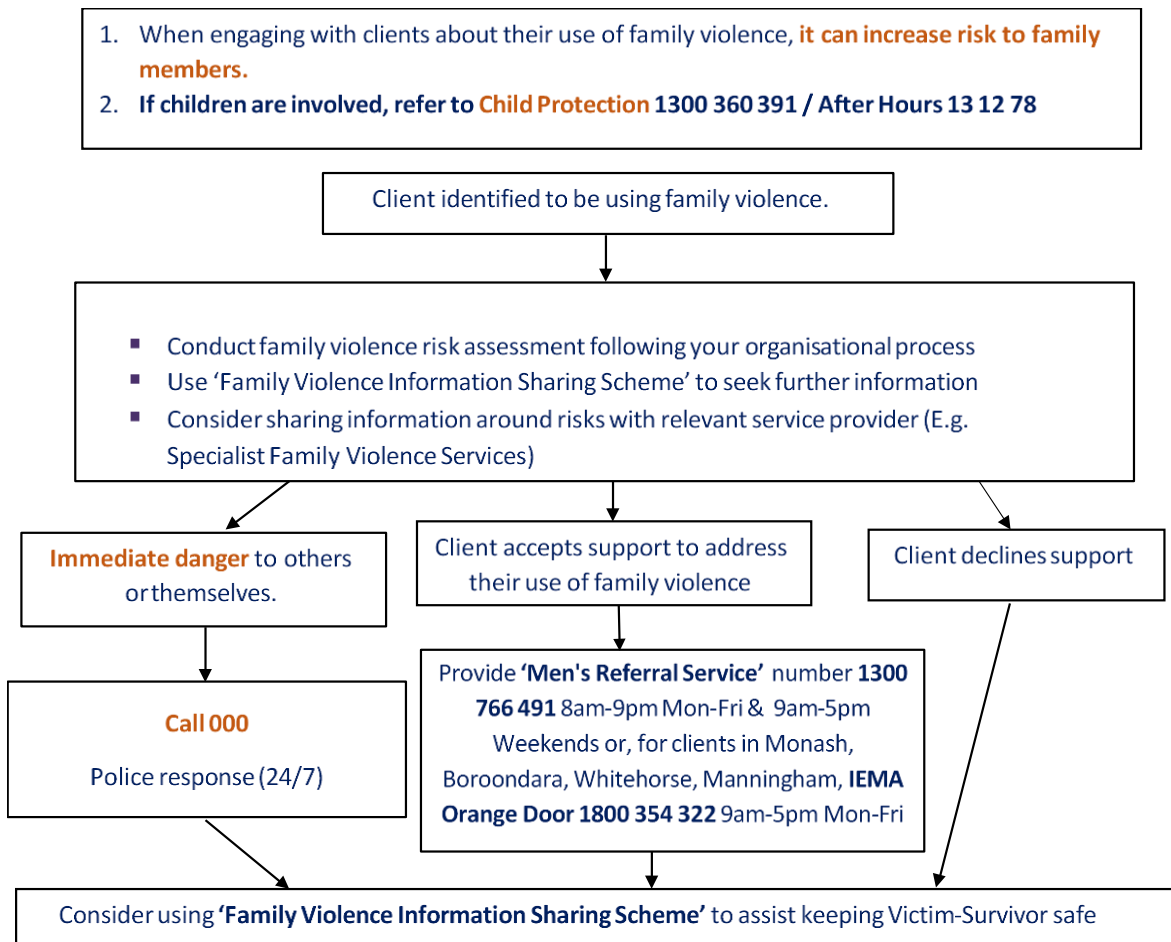 1. When engaging with clients about their use of family violence, it can increase risk to family
members.
2. If children are involved, refer to Child Protection 1300 360 391 / After Hours 13 12 78
Client identified to be using family violence.
▪ Conduct family violence risk assessment following your organisational process
▪ Use ‘Family Violence Information Sharing Scheme’ to seek further information
▪ Consider sharing information around risks with relevant service provider (E.g.
Specialist Family Violence Services)
Immediate danger to others
or themselves.
Client accepts support to address
their use of family violence
Client declines support
Call 000
Police response (24/7)
Provide ‘Men's Referral Service’ number 1300
766 491 8am-9pm Mon-Fri & 9am-5pm
Weekends or, for clients in Monash,
Boroondara, Whitehorse, Manningham, IEMA
Orange Door 1800 354 322 9am-5pm Mon-Fri
Consider using ‘Family Violence Information Sharing Scheme’ to assist keeping Victim-Survivor safe